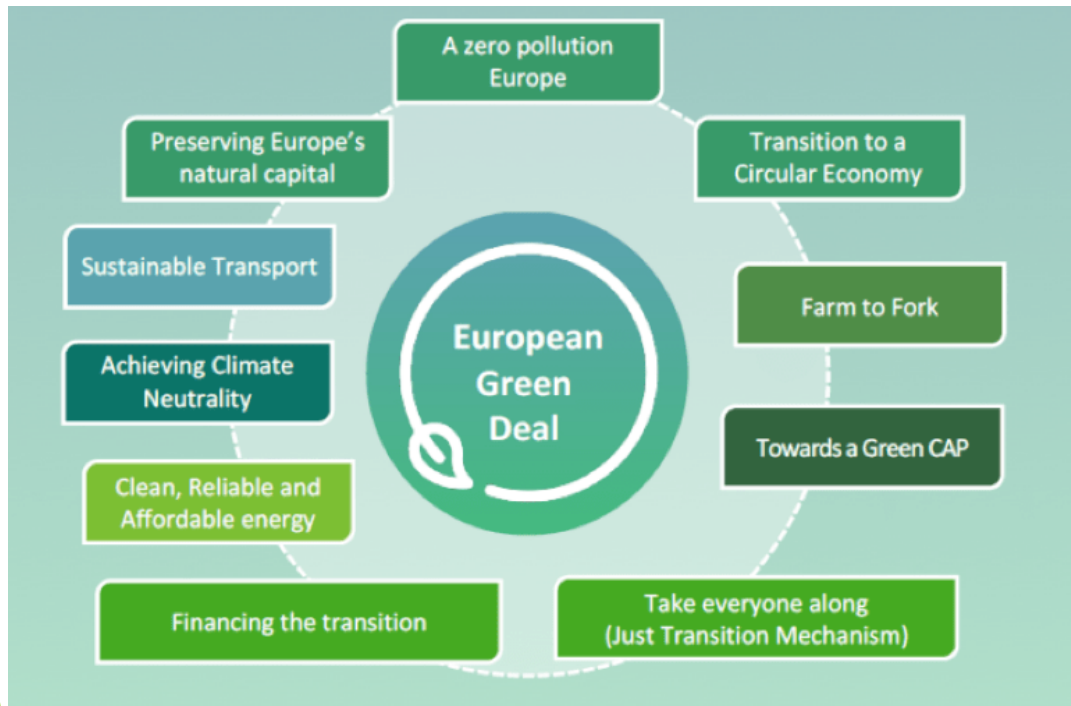 A zero pollution
Europe
Preserving Europe's
natural capital
Transition to a
Circular Economy
Sustainable Transport
Farm to Fork
European
Green
Deal
Achieving Climate
Neutrality
Towards a Green CAP
Clean, Reliable and
Affordable energy
Financing the transition
Take everyone along
(Just Transition Mechanism)